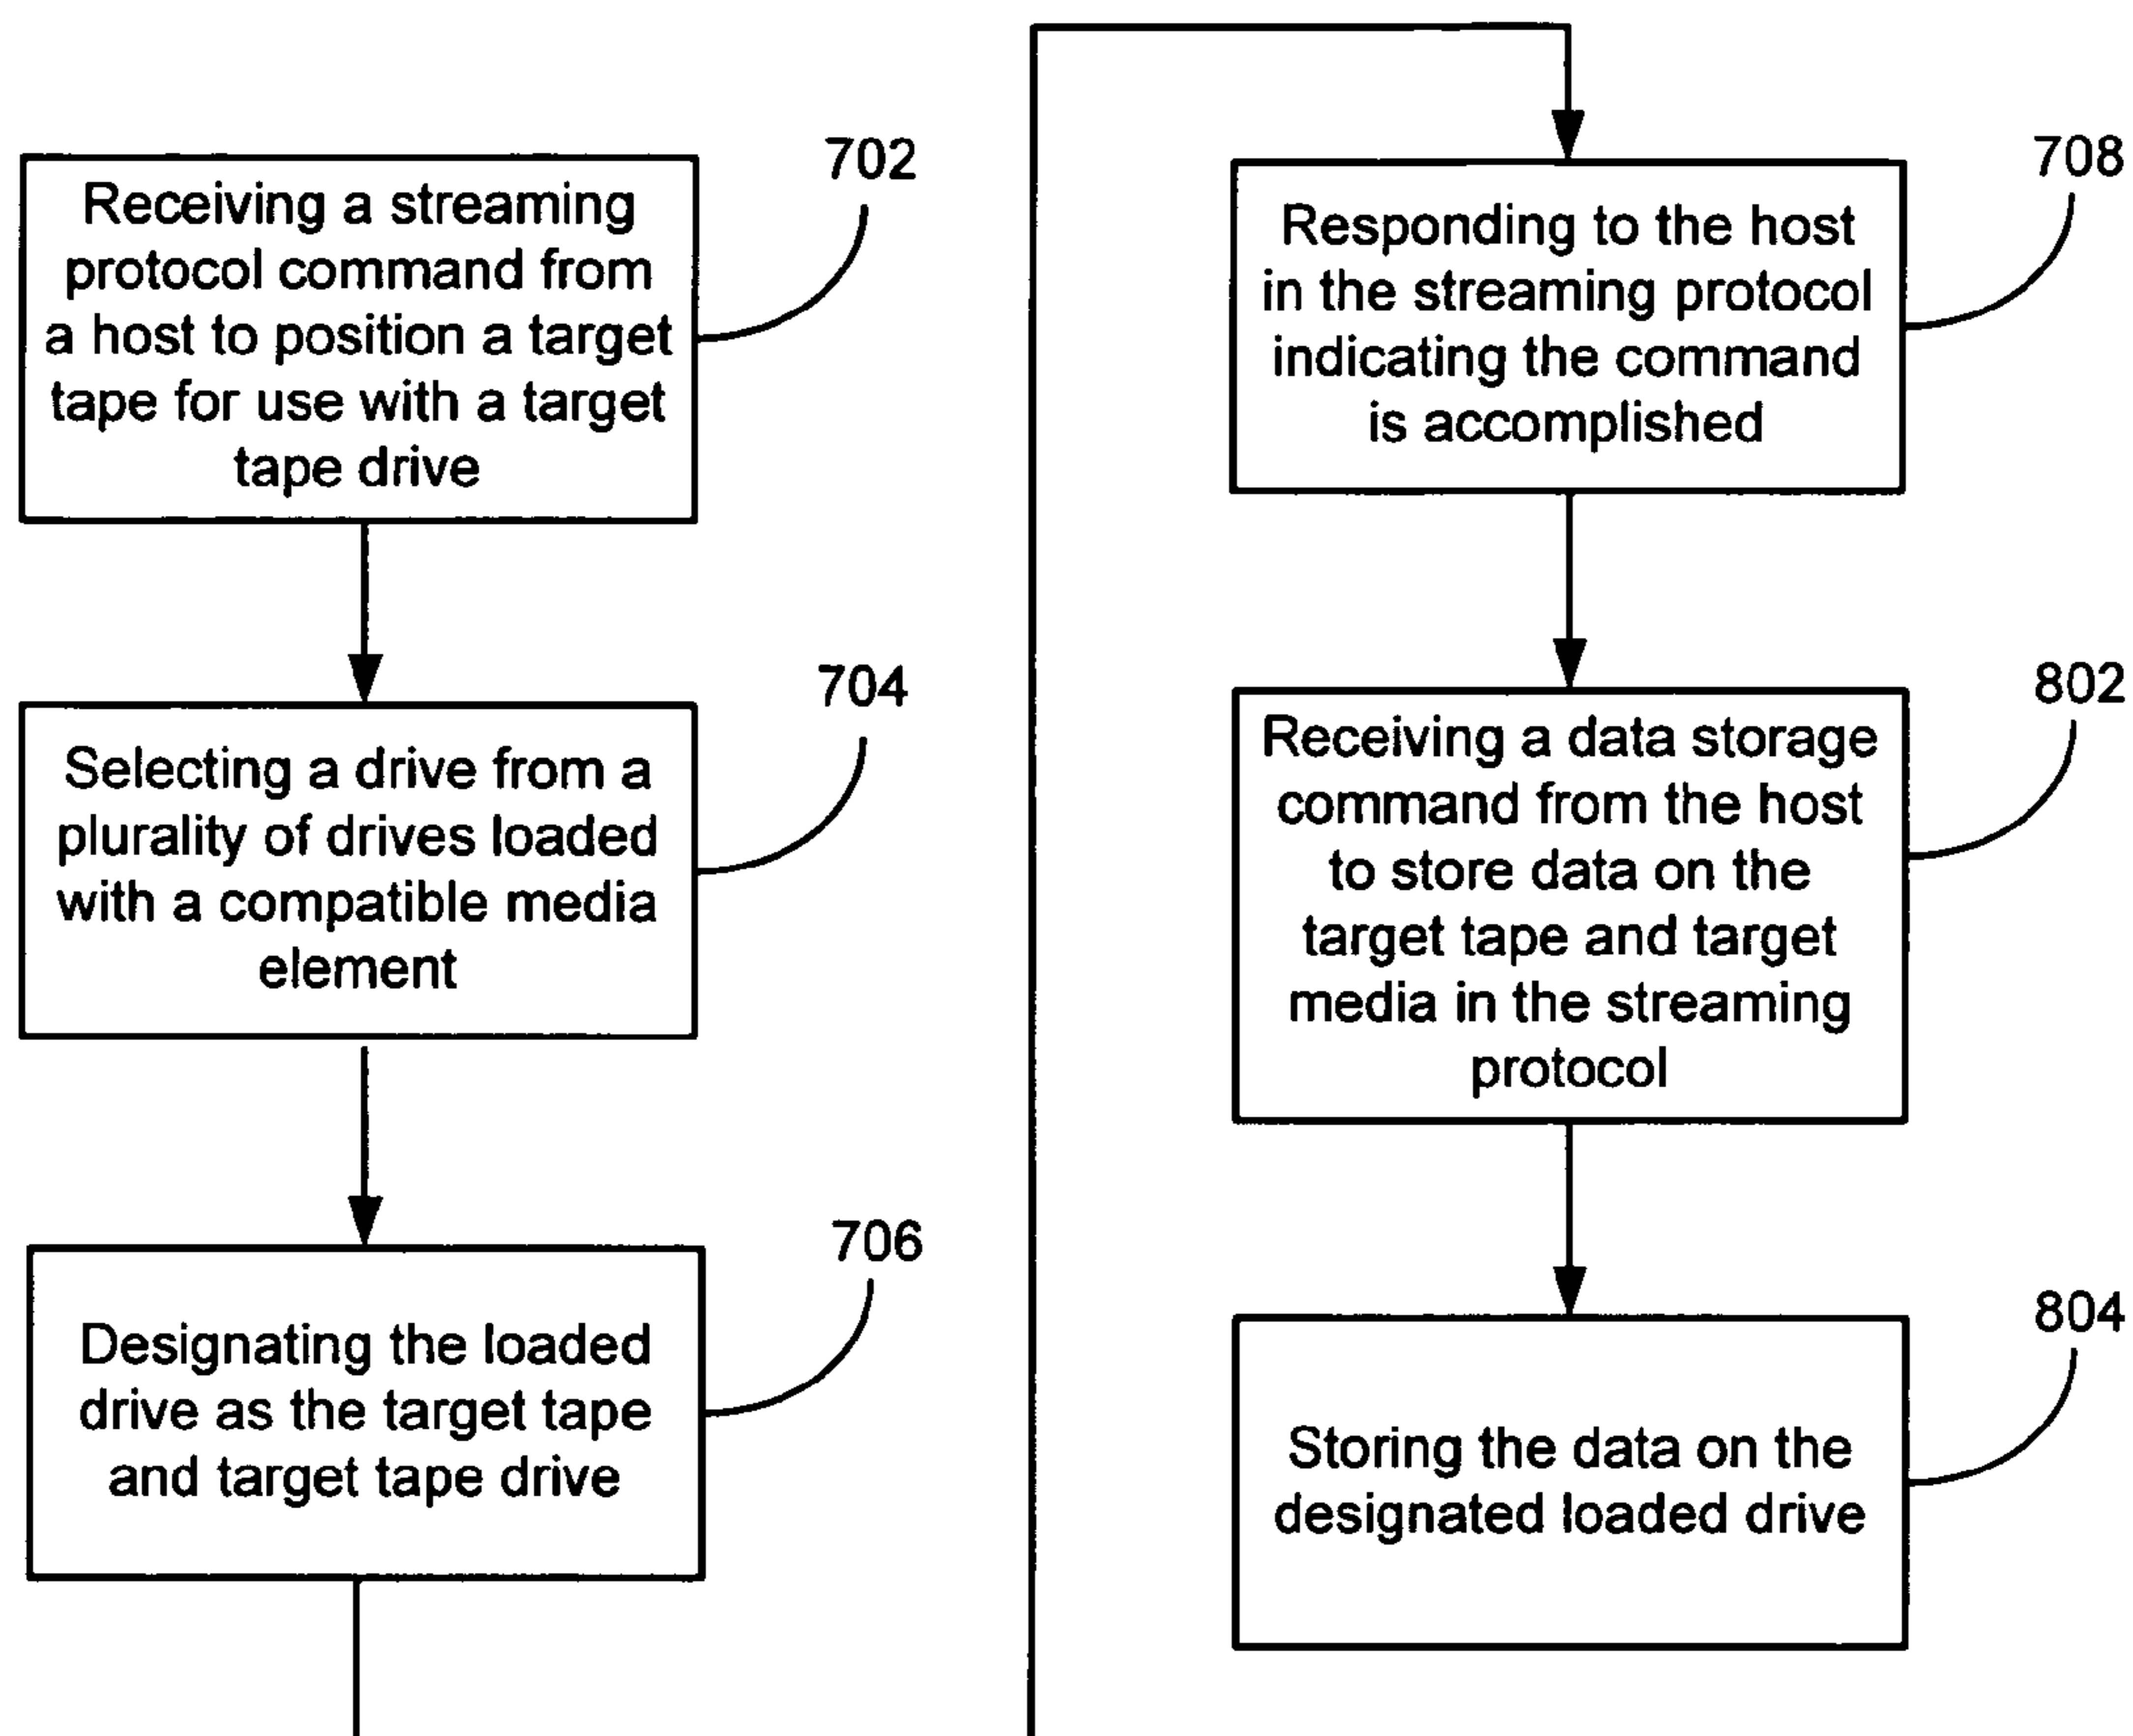 702
Receiving a streaming
protocol command from
a host to position a target
tape for use with a target
tape drive
704
Selecting a drive from a
plurality of drives loaded
with a compatible media
element
706
Designating the loaded
drive as the target tape
and target tape drive
708
Responding to the host
in the streaming protocol
indicating the command
is accomplished
802
Receiving a data storage
command from the host
to store data on the
target tape and target
media in the streaming
protocol
804
Storing the data on the
designated loaded drive